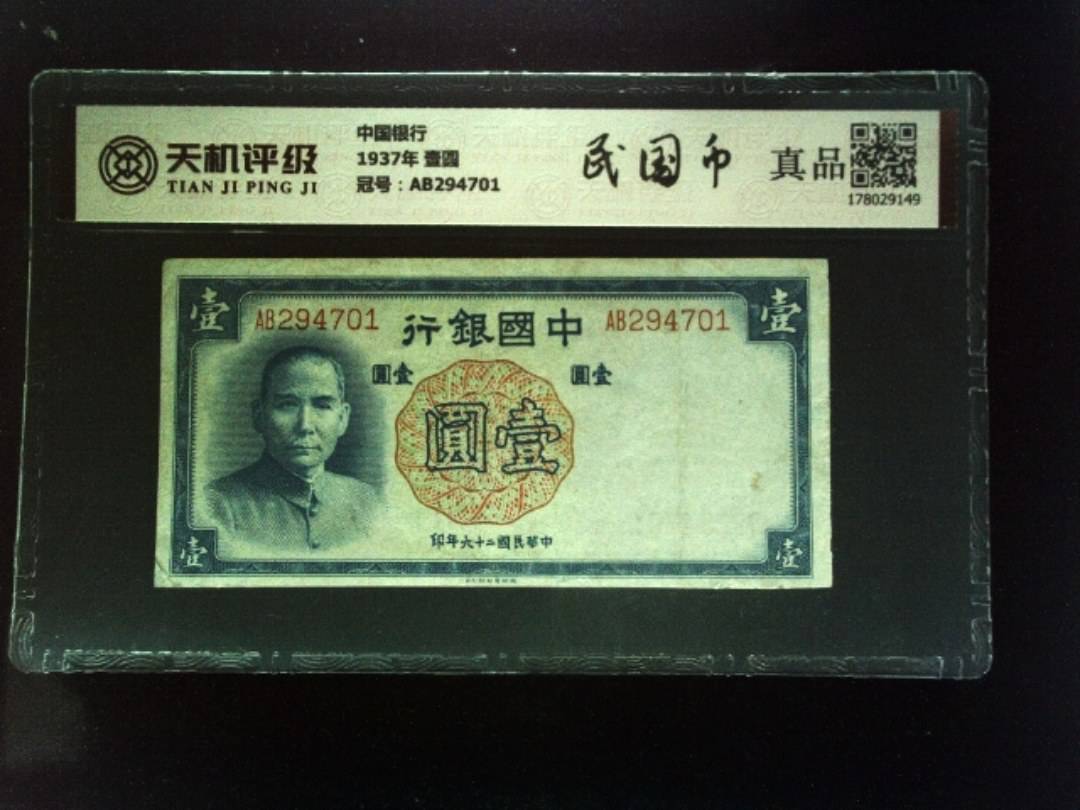 天机评级
TIAN JI PING JI
中国银行
1937年 壹圆
冠号：AB294701
民国币
真品
178029149
壹
壹
AB294701
行銀國中
AB294701
圓壹
圓壹
圓壹
印年六十二國民華中
壹
壹